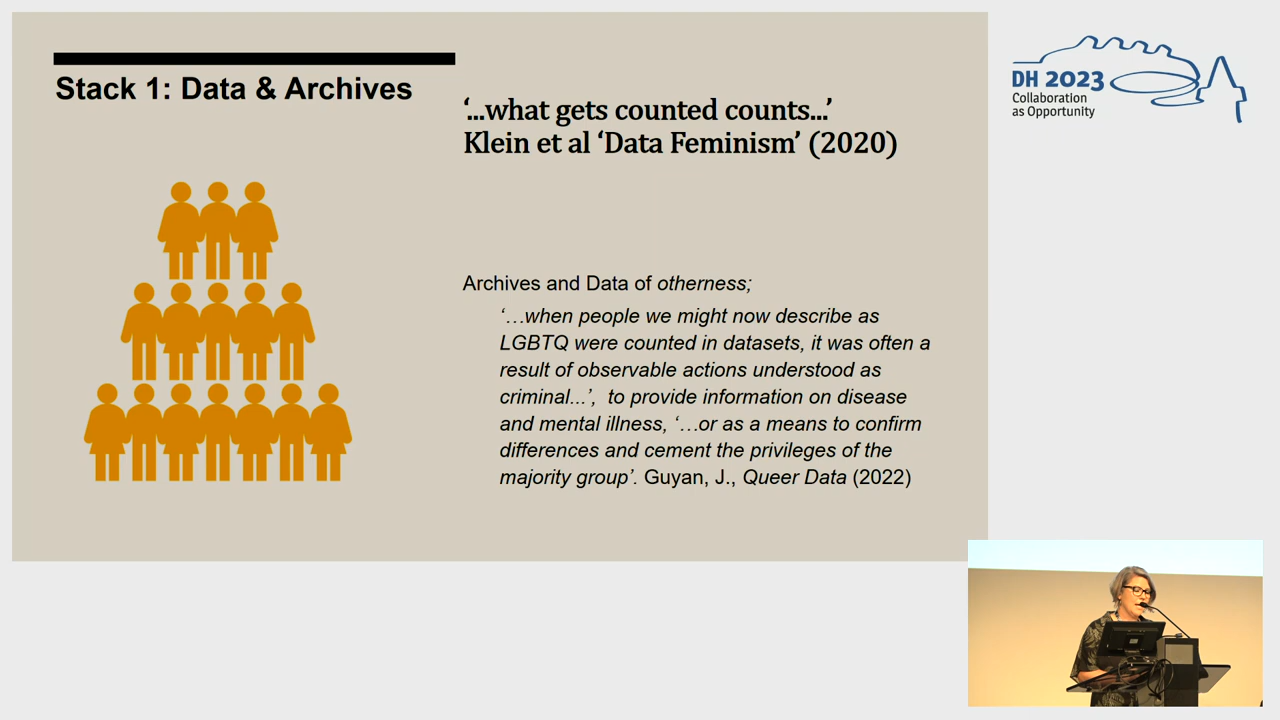 Stack 1: Data & Archives
‘...what gets counted counts...’
Klein et al ‘Data Feminism’ (2020)
Archives and Data of otherness;
‘…when people we might now describe as
LGBTQ were counted in datasets, it was often a
result of observable actions understood as
criminal...’,  to provide information on disease
and mental illness, ‘…or as a means to confirm
differences and cement the privileges of the
majority group’. Guyan, J., Queer Data (2022)
DH 2023
Collaboration
as Opportunity